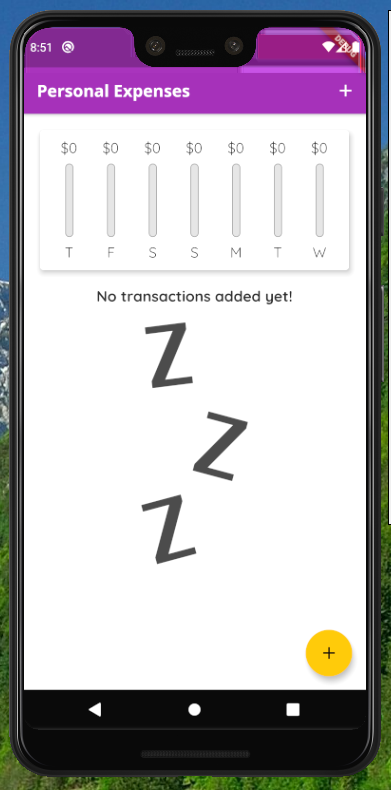 8:51
DEBUG
Personal Expenses +
$0 $0 $0 $0 $0 $0 $0
T F S S M T W
No transactions added yet!
Z
Z
Z
+